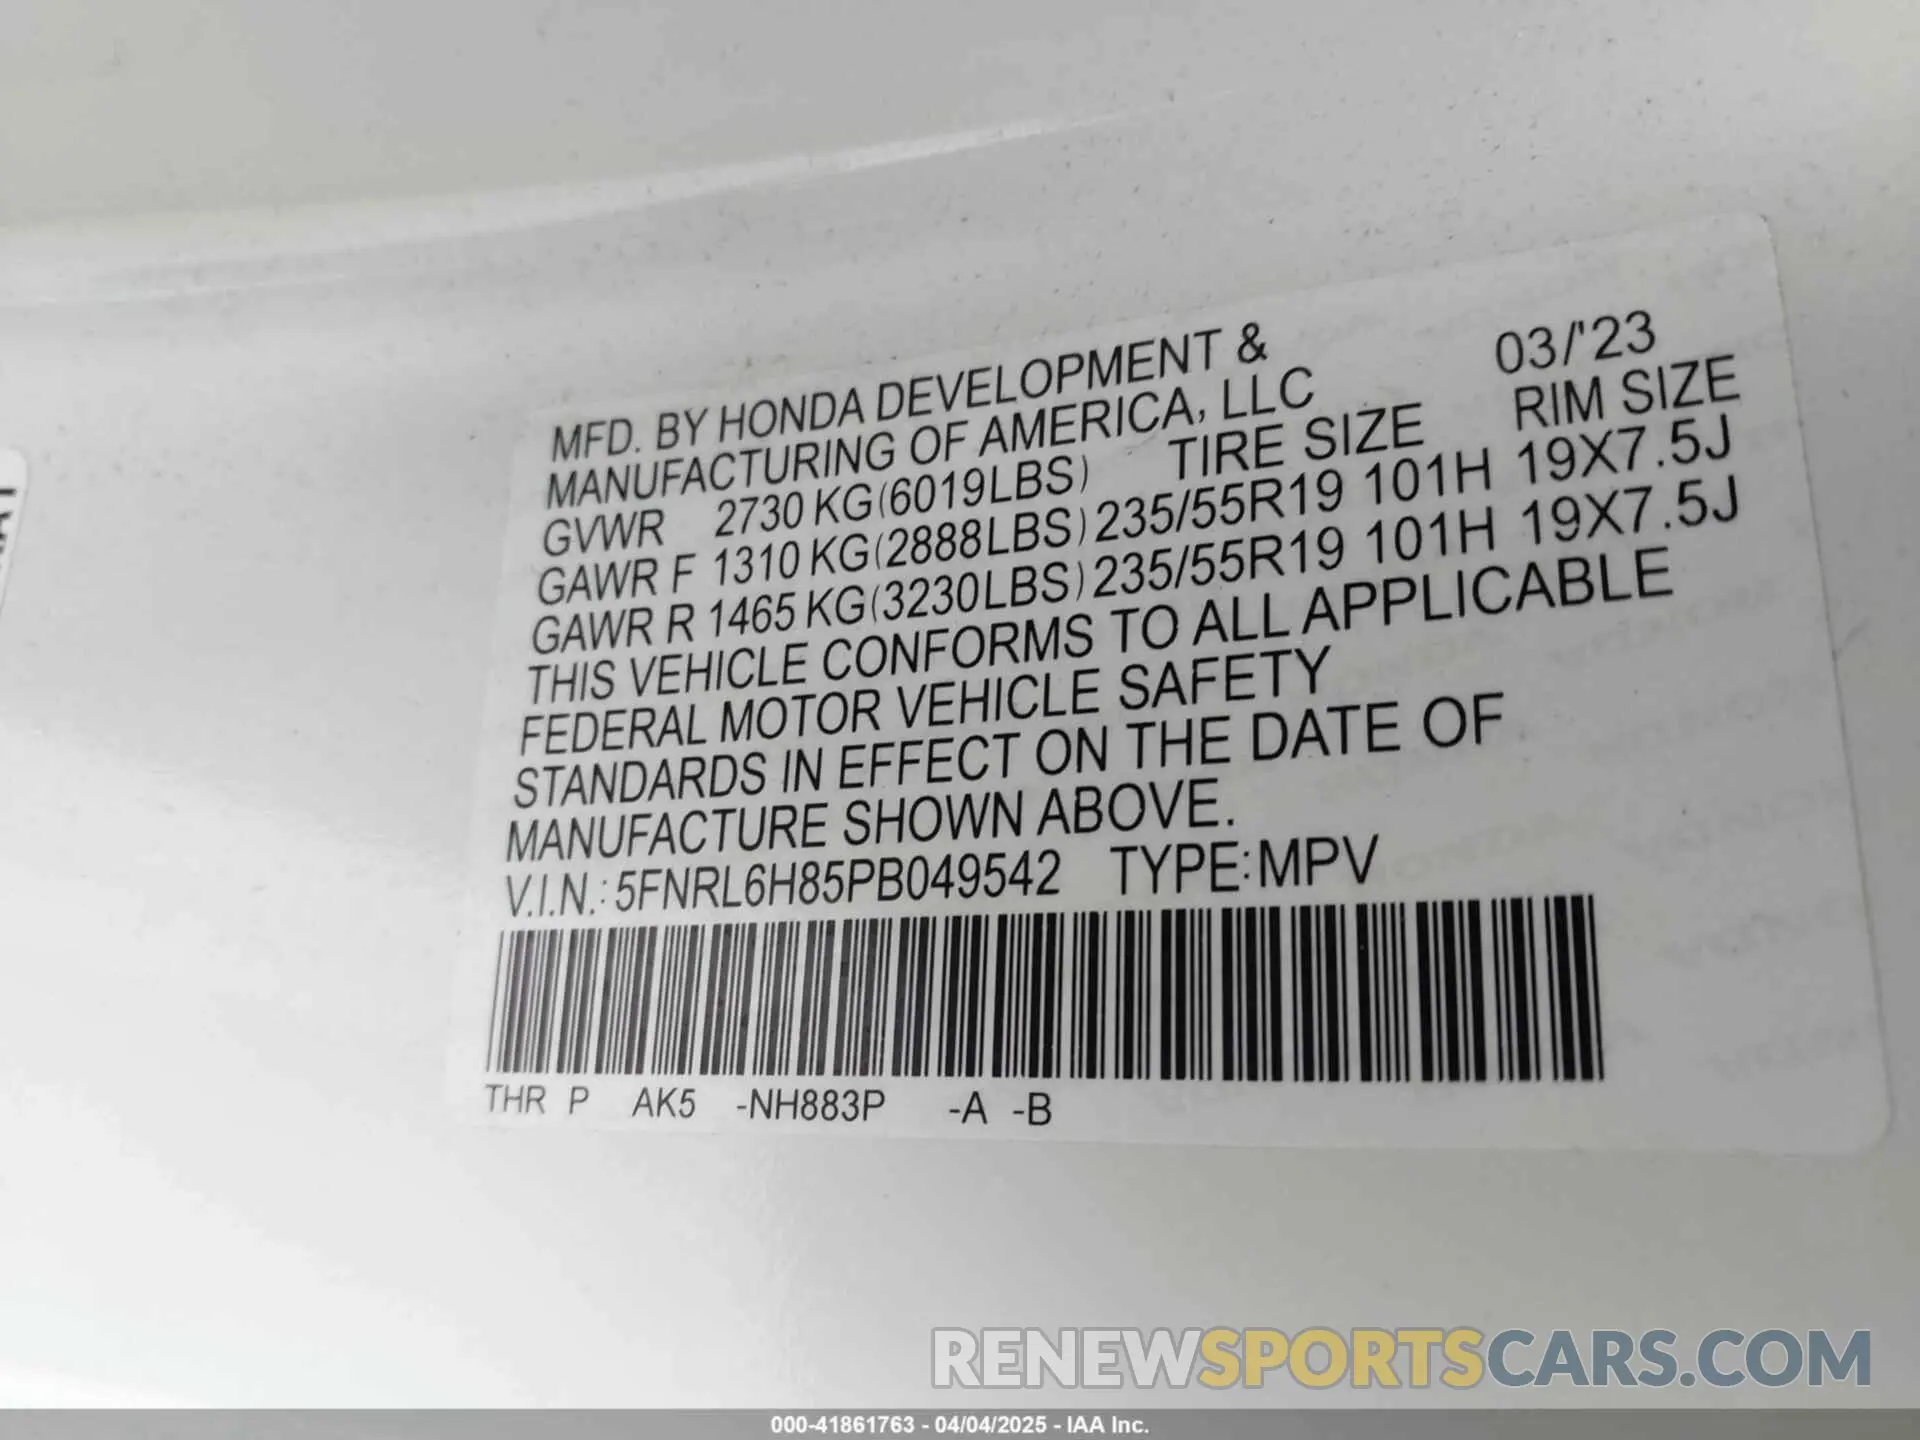 MFD. BY HONDA DEVELOPMENT & 03/'23
MANUFACTURING OF AMERICA, LLC
GVWR 2730 KG(6019LBS) TIRE SIZE RIM SIZE
GAWR F 1310 KG(2888LBS) 235/55R19 101H 19X7.5J
GAWR R 1465 KG(3230LBS) 235/55R19 101H 19X7.5J
THIS VEHICLE CONFORMS TO ALL APPLICABLE
FEDERAL MOTOR VEHICLE SAFETY
STANDARDS IN EFFECT ON THE DATE OF
MANUFACTURE SHOWN ABOVE.
V.I.N.: 5FNRL6H85PB049542 TYPE:MPV
THR P AK5 -NH883P -A -B
RENEWSPORTSCARS.COM
000-41861763 - 04/04/2025 - IAA Inc.